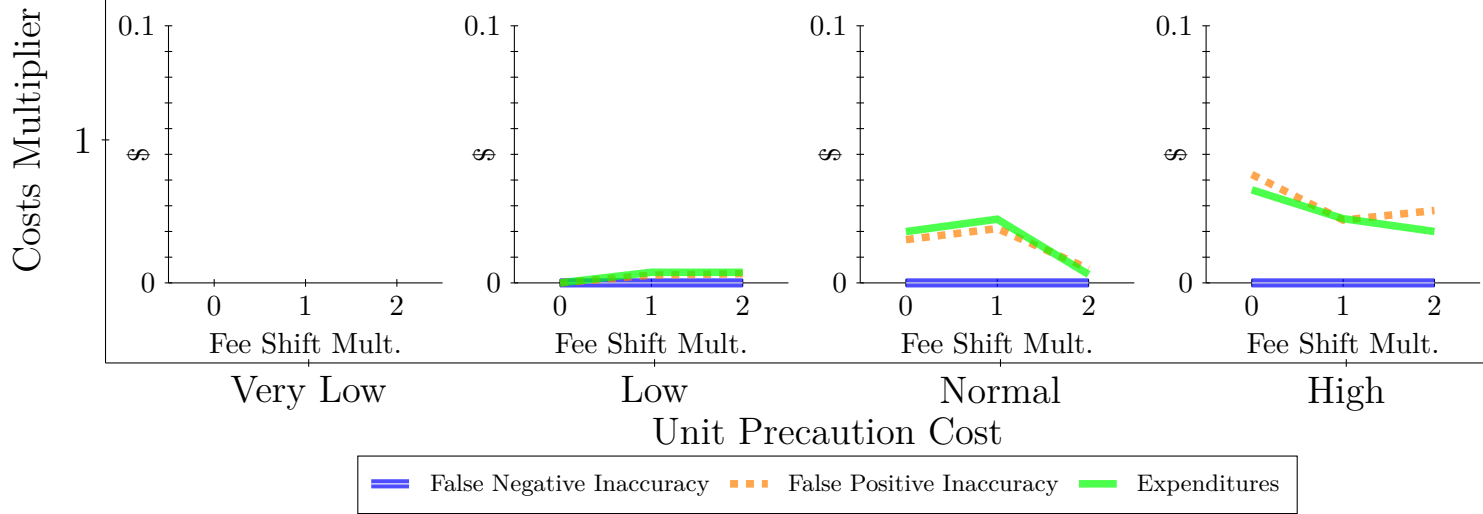 Costs Multiplier
1
0.1
$
0
0 1 2
Fee Shift Mult.
0.1
$
0
0 1 2
Fee Shift Mult.
0.1
$
0
0 1 2
Fee Shift Mult.
0.1
$
0
0 1 2
Fee Shift Mult.
Very Low Low Normal High
Unit Precaution Cost
False Negative Inaccuracy False Positive Inaccuracy Expenditures